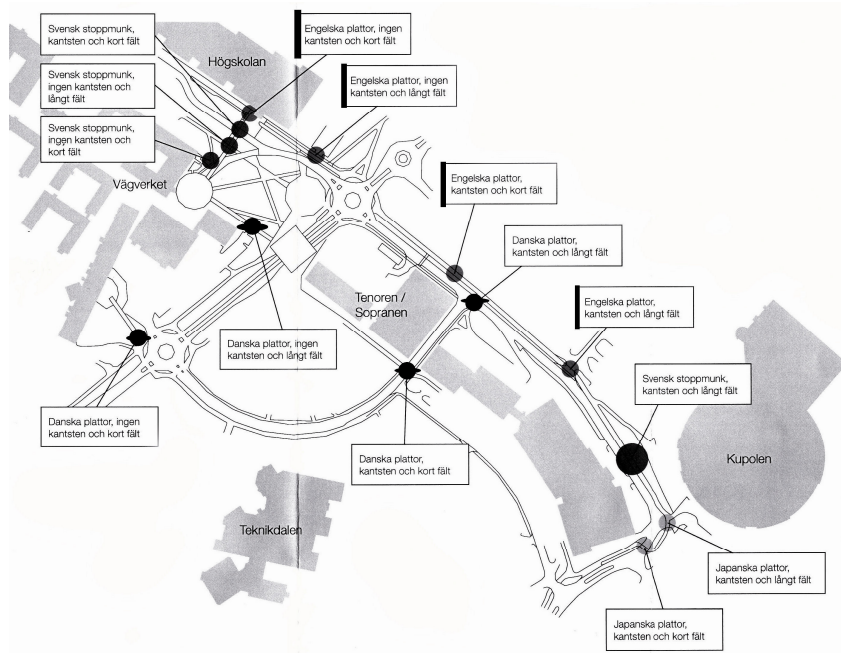 Svensk stoppmunk,
kantsten och kort fält
Engelska plattor, ingen
kantsten och kort fält
Högskolan
Svensk stoppmunk,
ingen kantsten och
långt fält
Engelska plattor, ingen
kantsten och långt fält
Svensk stoppmunk,
ingen kantsten och
kort fält
Vägverket
Engelska plattor,
kantsten och kort fält
Danska plattor,
kantsten och långt fält
Tenoren /
Sopranen
Engelska plattor,
kantsten och långt fält
Danska plattor, ingen
kantsten och långt fält
Svensk stoppmunk,
kantsten och långt fält
Danska plattor, ingen
kantsten och kort fält
Danska plattor,
kantsten och kort fält
Kupolen
Teknikdalen
Japanska plattor,
kantsten och långt fält
Japanska plattor,
kantsten och kort fält